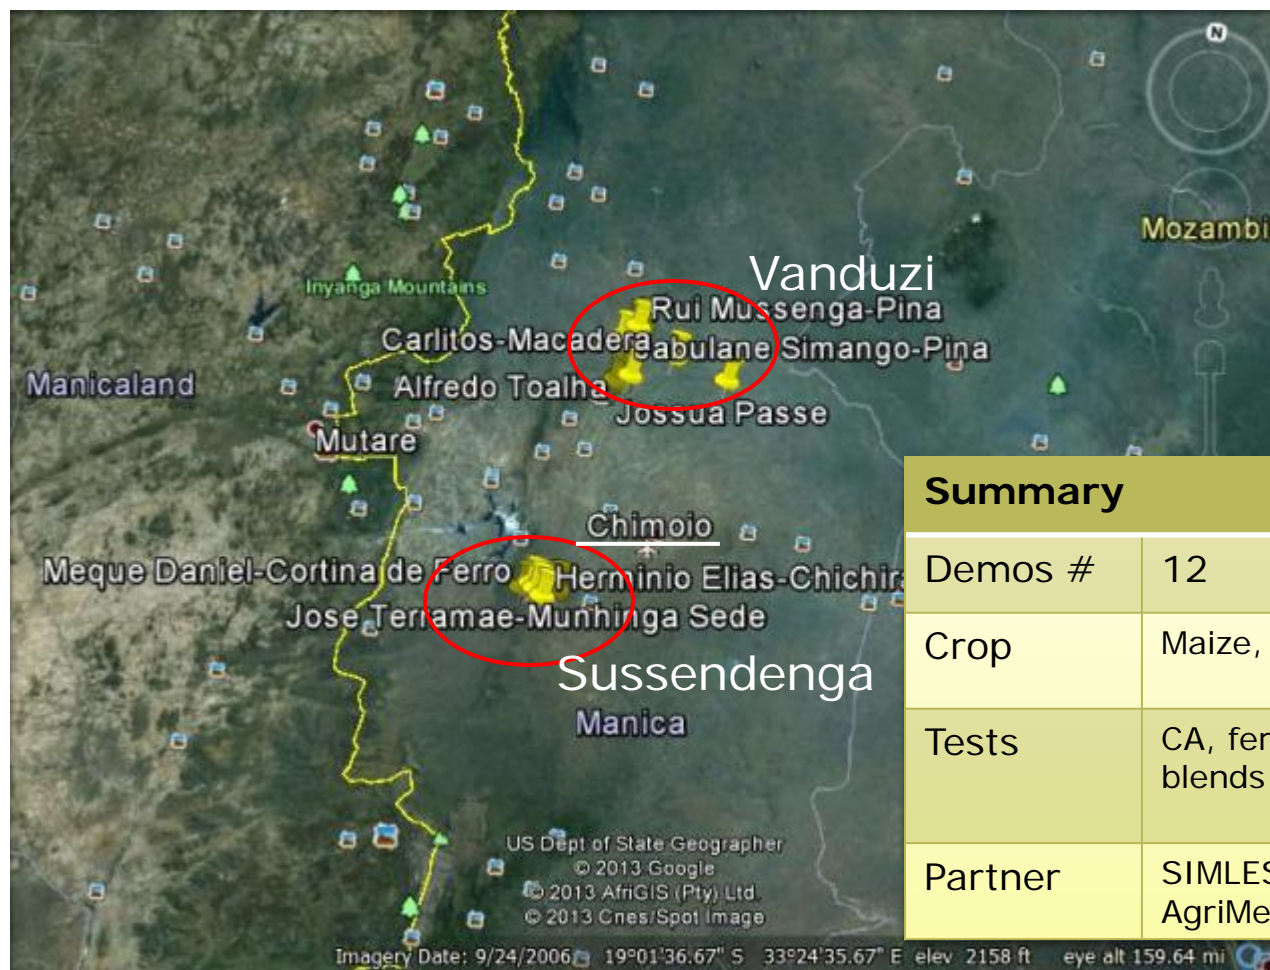 N
Mozambi
Vanduzi
Inyanga Mountains
Rui Mussenga-Pina
Carlitos-Macadera
Jabulane Simango-Pina
Manicaland
Alfredo Toalha
Jossua Passe
Mutare
Chimoio
Meque Daniel-Cortina de Ferro
Herminio Elias-Chichira
Jose Terramae-Munhinga Sede
Sussendenga
Manica
Summary
Demos # 12
Crop Maize,
Tests CA, fer
blends
Partner SIMLES
AgriMe
US Dept of State Geographer
© 2013 Google
© 2013 AfriGIS (Pty) Ltd.
© 2013 Cnes/Spot Image
Imagery Date: 9/24/2006 19°01'36.67" S 33°24'35.67" E elev 2158 ft eye alt 159.64 mi